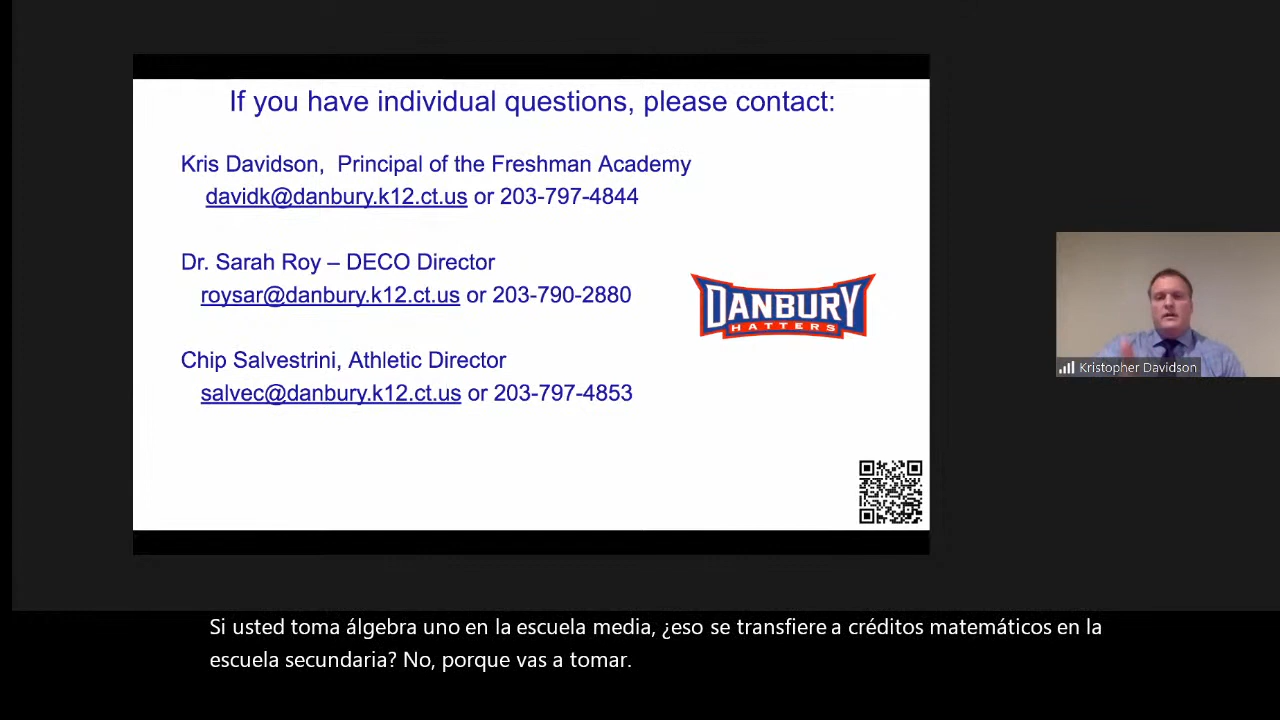 If you have individual questions, please contact:
Kris Davidson,  Principal of the Freshman Academy
davidk@danbury.k12.ct.us or 203-797-4844
Dr. Sarah Roy – DECO Director
roysar@danbury.k12.ct.us or 203-790-2880
Chip Salvestrini, Athletic Director
salvec@danbury.k12.ct.us or 203-797-4853
DANBURY
HATTERS
Kristopher Davidson
Si usted toma álgebra uno en la escuela media, ¿eso se transfiere a créditos matemáticos en la
escuela secundaria? No, porque vas a tomar.